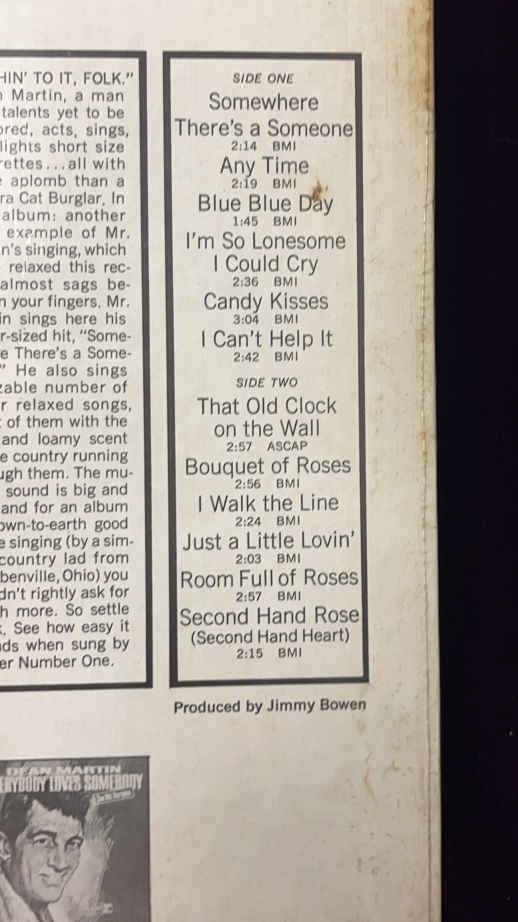 HIN' TO IT, FOLK."
Martin, a man
talents yet to be
ored, acts, sings,
lights short size
rettes...all with
aplomb than a
ra Cat Burglar. In
album: another
example of Mr.
n's singing, which
relaxed this rec-
almost sags be-
n your fingers. Mr.
in sings here his
r-sized hit, "Some-
e There's a Some-
" He also sings
zable number of
r relaxed songs,
of them with the
and loamy scent
e country running
ugh them. The mu-
sound is big and
and for an album
own-to-earth good
e singing (by a sim-
country lad from
benville, Ohio) you
dn't rightly ask for
h more. So settle
. See how easy it
ds when sung by
er Number One.
SIDE ONE
Somewhere
There's a Someone
2:14 BMI
Any Time
2:19 BMI
Blue Blue Day
1:45 BMI
I'm So Lonesome
I Could Cry
2:36 BMI
Candy Kisses
3:04 BMI
I Can't Help It
2:42 BMI
SIDE TWO
That Old Clock
on the Wall
2:57 ASCAP
Bouquet of Roses
2:56 BMI
I Walk the Line
2:24 BMI
Just a Little Lovin'
2:03 BMI
Room Full of Roses
2:57 BMI
Second Hand Rose
(Second Hand Heart)
2:15 BMI
Produced by Jimmy Bowen
DEAN MARTIN
ERYBODY LOVES SOMEBODY